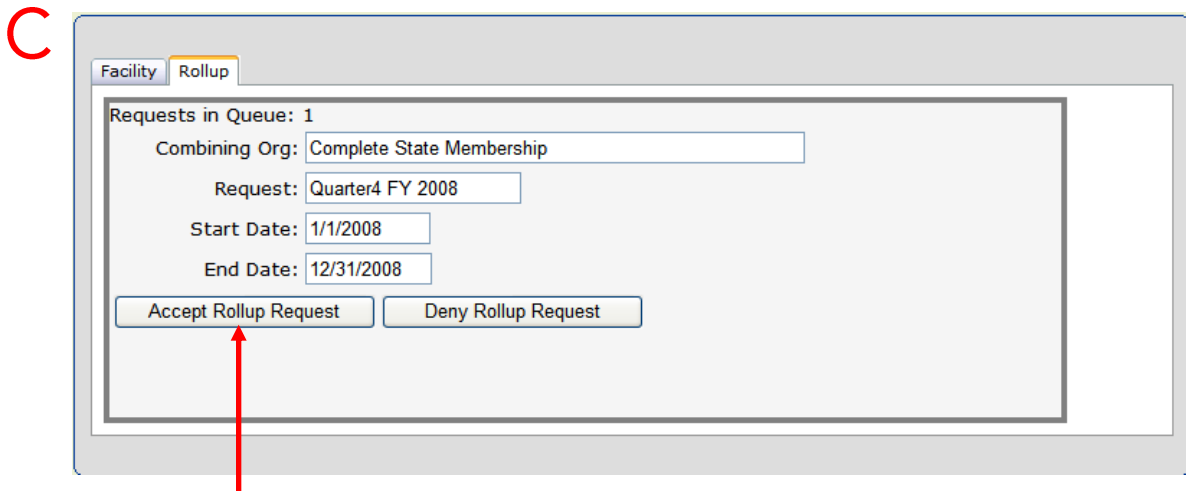 C
Facility Rollup
Requests in Queue: 1
Combining Org: Complete State Membership
Request: Quarter4 FY 2008
Start Date: 1/1/2008
End Date: 12/31/2008
Accept Rollup Request Deny Rollup Request